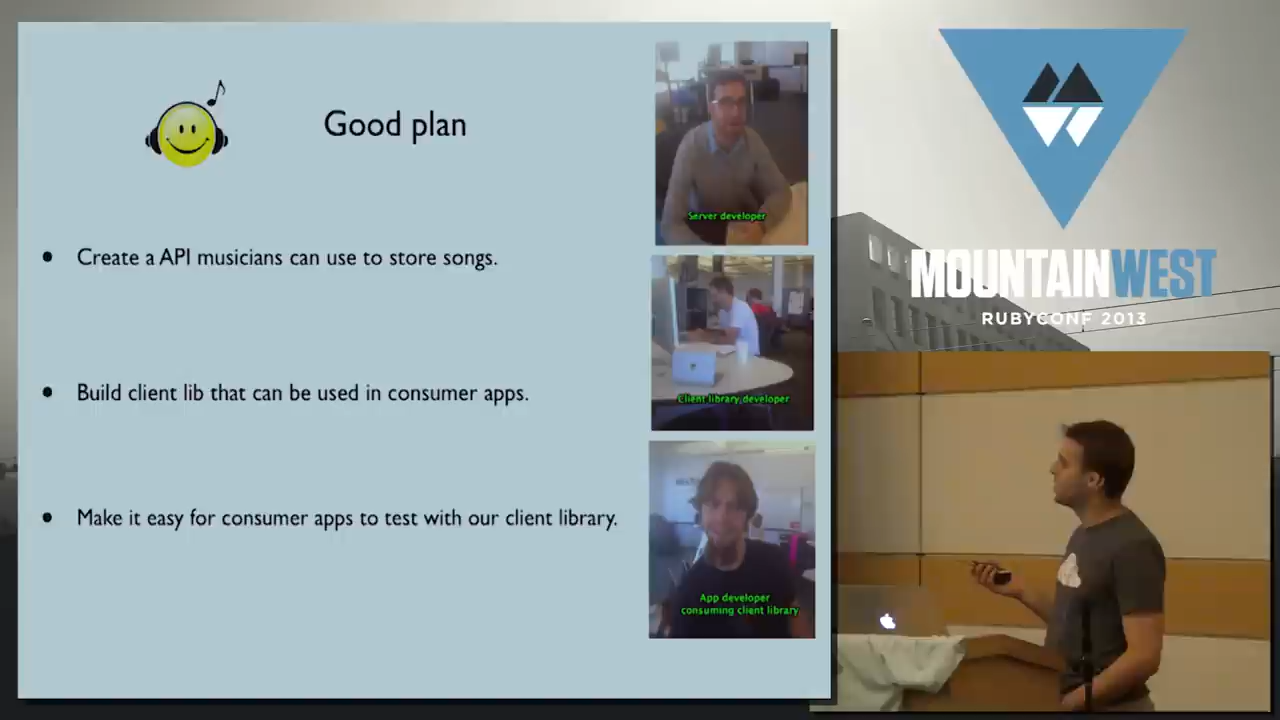 Good plan
Create a API musicians can use to store songs.
Build client lib that can be used in consumer apps.
Make it easy for consumer apps to test with our client library.
Server developer
Client library developer
App developer
consuming client library
MOUNTAINWEST
RUBYCONF 2013